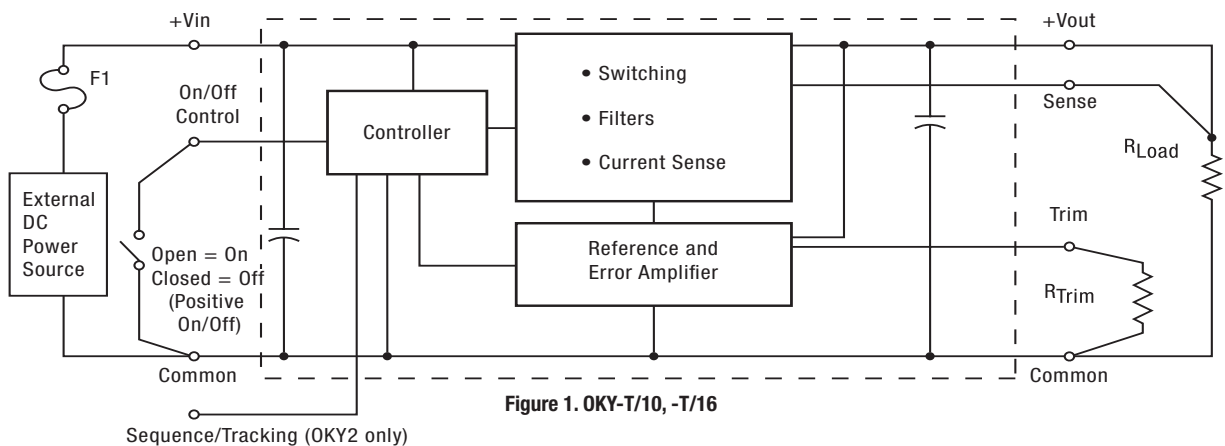 +Vin
+Vout
F1
On/Off
Control
Controller
• Switching
• Filters
• Current Sense
Sense
RLoad
External
DC
Power
Source
Open = On
Closed = Off
(Positive
On/Off)
Reference and
Error Amplifier
Trim
RTrim
Common
Common
Figure 1. OKY-T/10, -T/16
Sequence/Tracking (OKY2 only)